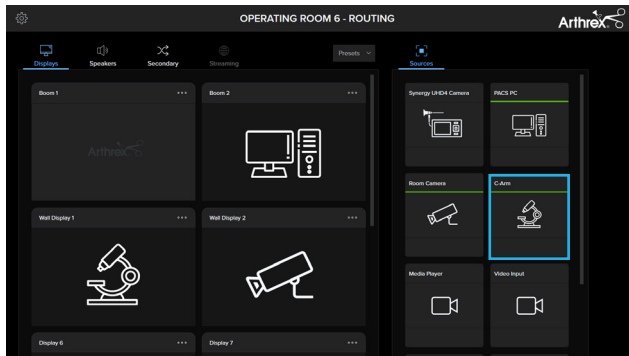 OPERATING ROOM 6 - ROUTING
Arthrex
Displays
Speakers
Secondary
Streaming
Presets
Sources
Boom 1
Boom 2
Synergy UHD4 Camera
PACS PC
Arthrex
Room Camera
C-Arm
Wall Display 1
Wall Display 2
Media Player
Video Input
Display 6
Display 7